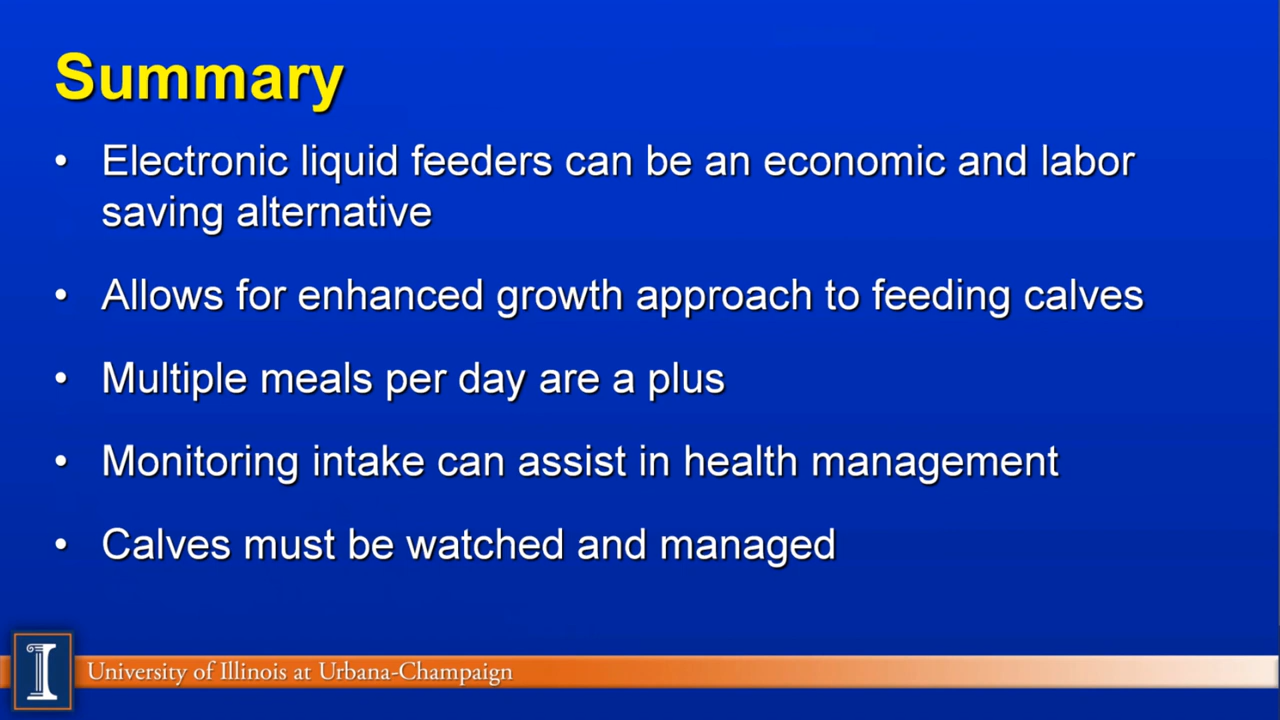 Summary
• Electronic liquid feeders can be an economic and labor
saving alternative
• Allows for enhanced growth approach to feeding calves
• Multiple meals per day are a plus
• Monitoring intake can assist in health management
• Calves must be watched and managed
I
University of Illinois at Urbana-Champaign